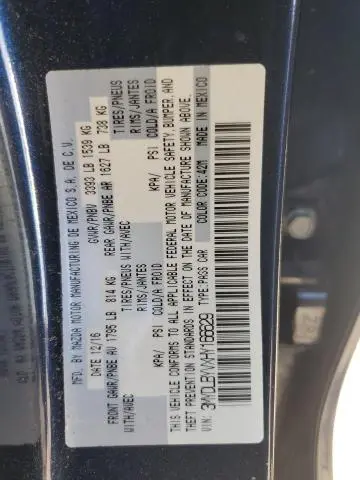 MFD. BY MAZDA MOTOR MANUFACTURING DE MEXICO S.A. DE C.V.
DATE 12/16 GVWR/PNBV 3393 LB 1539 KG
FRONT GAWR/PNBE AV 1795 LB 814 KG REAR GAWR/PNBE AR 1627 LB 738 KG
WITH/AVEC TIRES/PNEUS WITH/AVEC TIRES/PNEUS
RIMS/JANTES RIMS/JANTES
KPA/ PSI COLD/A FROID KPA/ PSI COLD/A FROID
THIS VEHICLE CONFORMS TO ALL APPLICABLE FEDERAL MOTOR VEHICLE SAFETY, BUMPER, AND
THEFT PREVENTION STANDARDS IN EFFECT ON THE DATE OF MANUFACTURE SHOWN ABOVE.
TYPE: PASS CAR COLOR CODE: 42M MADE IN MEXICO
VIN: